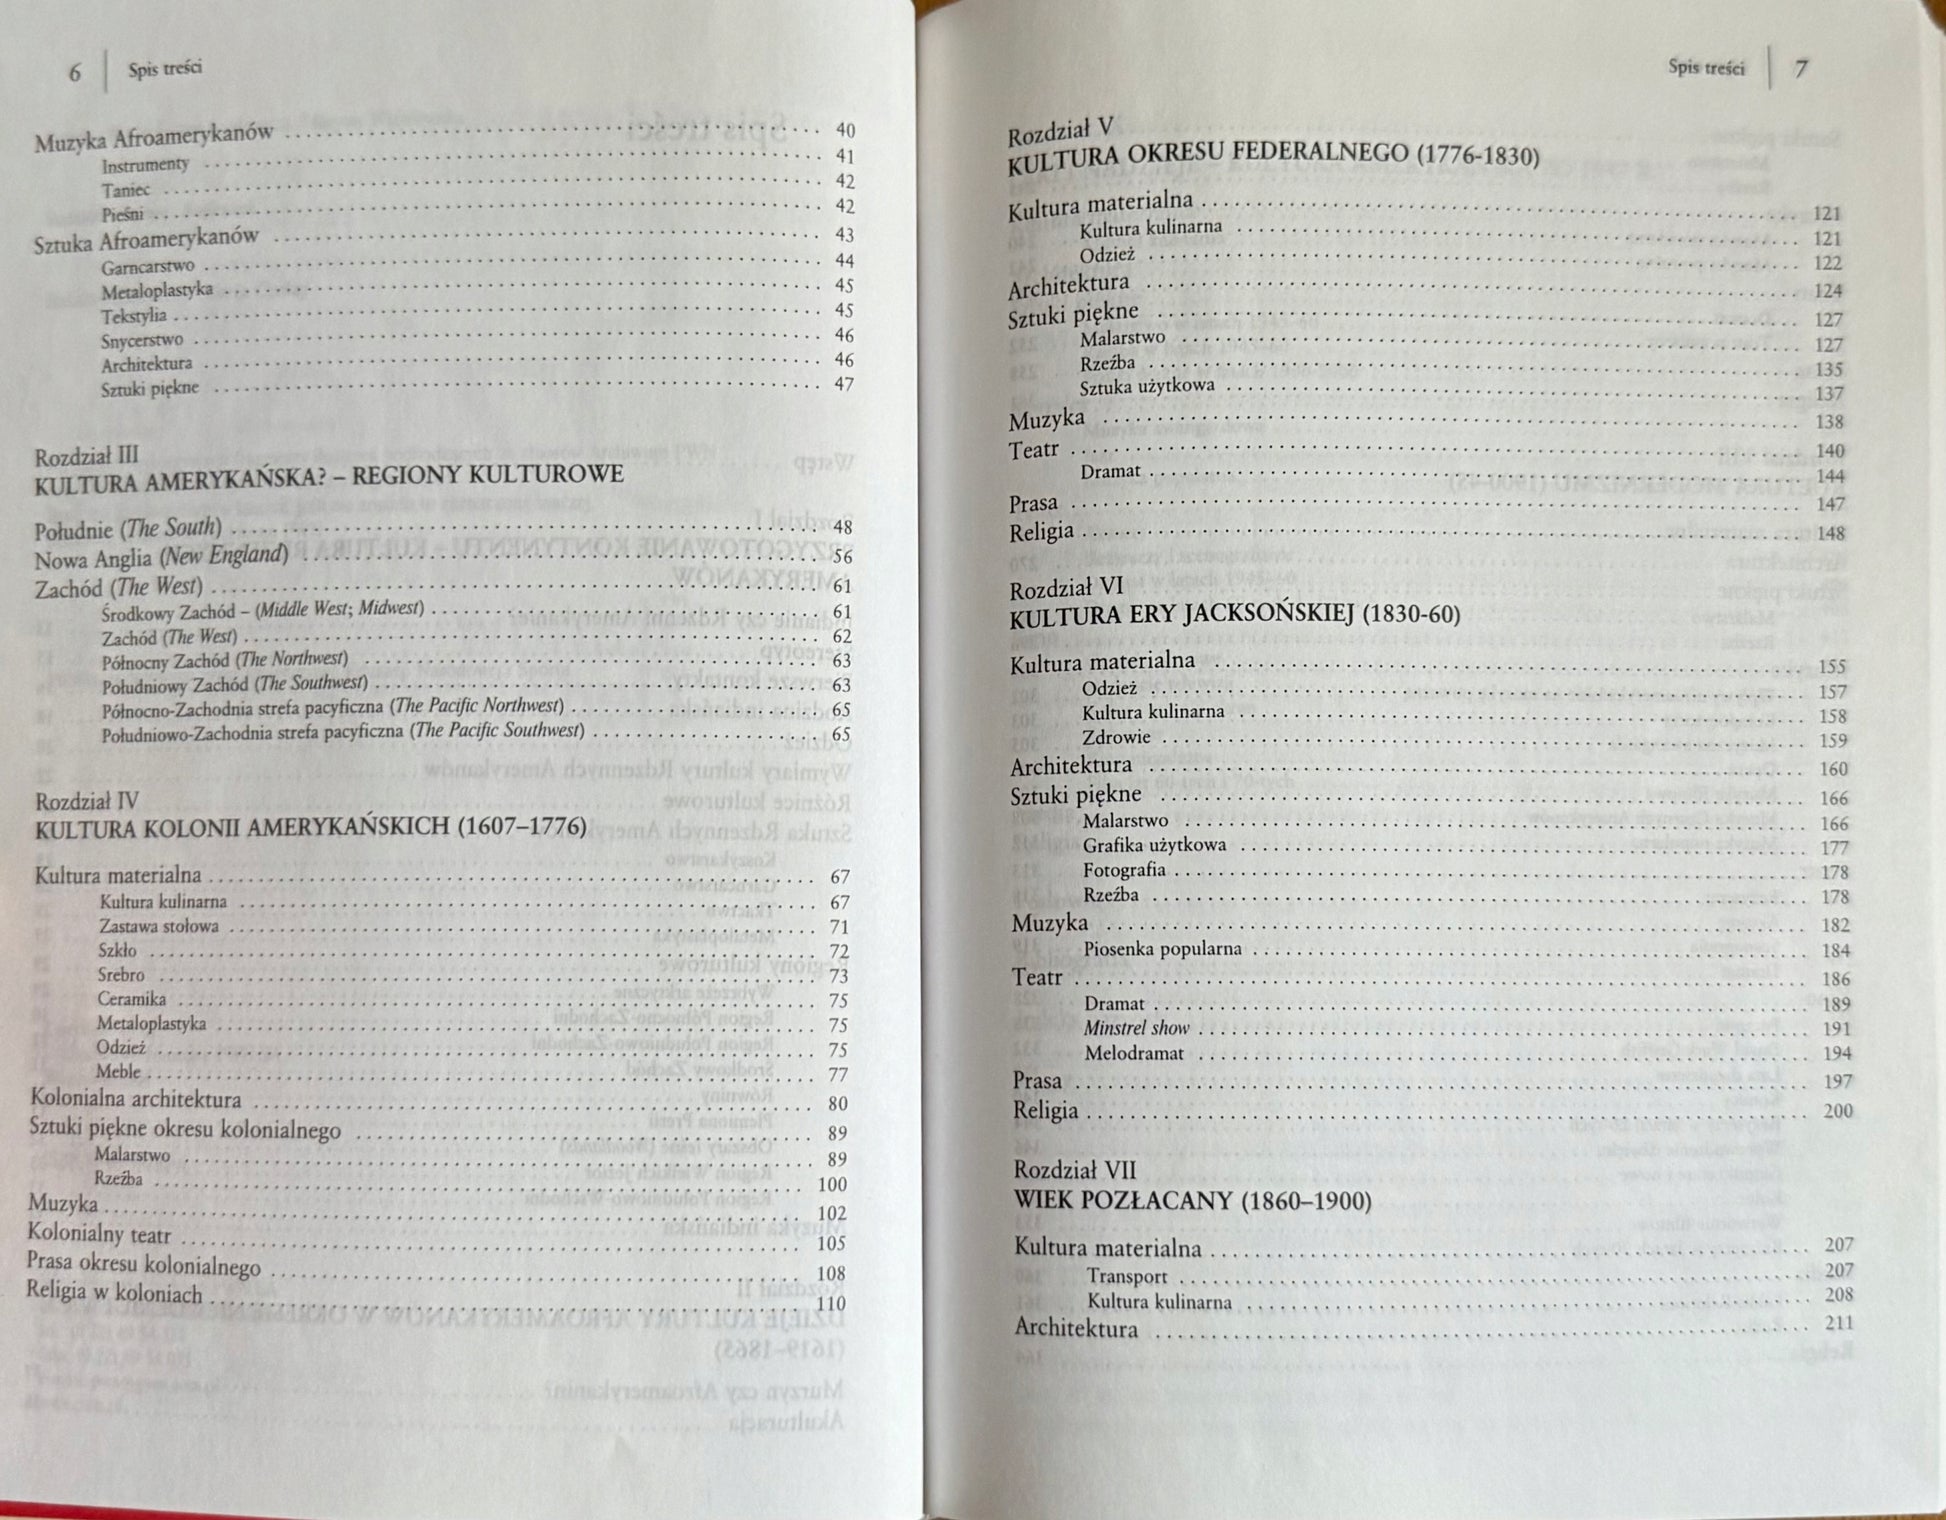 6 Spis treści
Muzyka Afroamerykanów 40
Instrumenty 41
Taniec 42
Pieśni 42
Sztuka Afroamerykanów 43
Garncarstwo 44
Metaloplastyka 45
Tekstylia 45
Snycerstwo 46
Architektura 46
Sztuki piękne 47
Rozdział III
KULTURA AMERYKAŃSKA? – REGIONY KULTUROWE
Południe (The South) 48
Nowa Anglia (New England) 56
Zachód (The West) 61
Środkowy Zachód – (Middle West; Midwest) 61
Zachód (The West) 62
Północny Zachód (The Northwest) 63
Południowy Zachód (The Southwest) 63
Północno-Zachodnia strefa pacyficzna (The Pacific Northwest) 65
Południowo-Zachodnia strefa pacyficzna (The Pacific Southwest) 65
Rozdział IV
KULTURA KOLONII AMERYKAŃSKICH (1607–1776)
Kultura materialna 67
Kultura kulinarna 67
Zastawa stołowa 71
Szkło 72
Srebro 73
Ceramika 75
Metaloplastyka 75
Odzież 75
Meble 77
Kolonialna architektura 80
Sztuki piękne okresu kolonialnego 89
Malarstwo 89
Rzeźba 100
Muzyka 102
Kolonialny teatr 105
Prasa okresu kolonialnego 108
Religia w koloniach 110
Spis treści 7
Rozdział V
KULTURA OKRESU FEDERALNEGO (1776-1830)
Kultura materialna 121
Kultura kulinarna 121
Odzież 122
Architektura 124
Sztuki piękne 127
Malarstwo 127
Rzeźba 135
Sztuka użytkowa 137
Muzyka 138
Teatr 140
Dramat 144
Prasa 147
Religia 148
Rozdział VI
KULTURA ERY JACKSOŃSKIEJ (1830-60)
Kultura materialna 155
Odzież 157
Kultura kulinarna 158
Zdrowie 159
Architektura 160
Sztuki piękne 166
Malarstwo 166
Grafika użytkowa 177
Fotografia 178
Rzeźba 178
Muzyka 182
Piosenka popularna 184
Teatr 186
Dramat 189
Minstrel show 191
Melodramat 194
Prasa 197
Religia 200
Rozdział VII
WIEK POZŁACANY (1860–1900)
Kultura materialna 207
Transport 207
Kultura kulinarna 208
Architektura 211